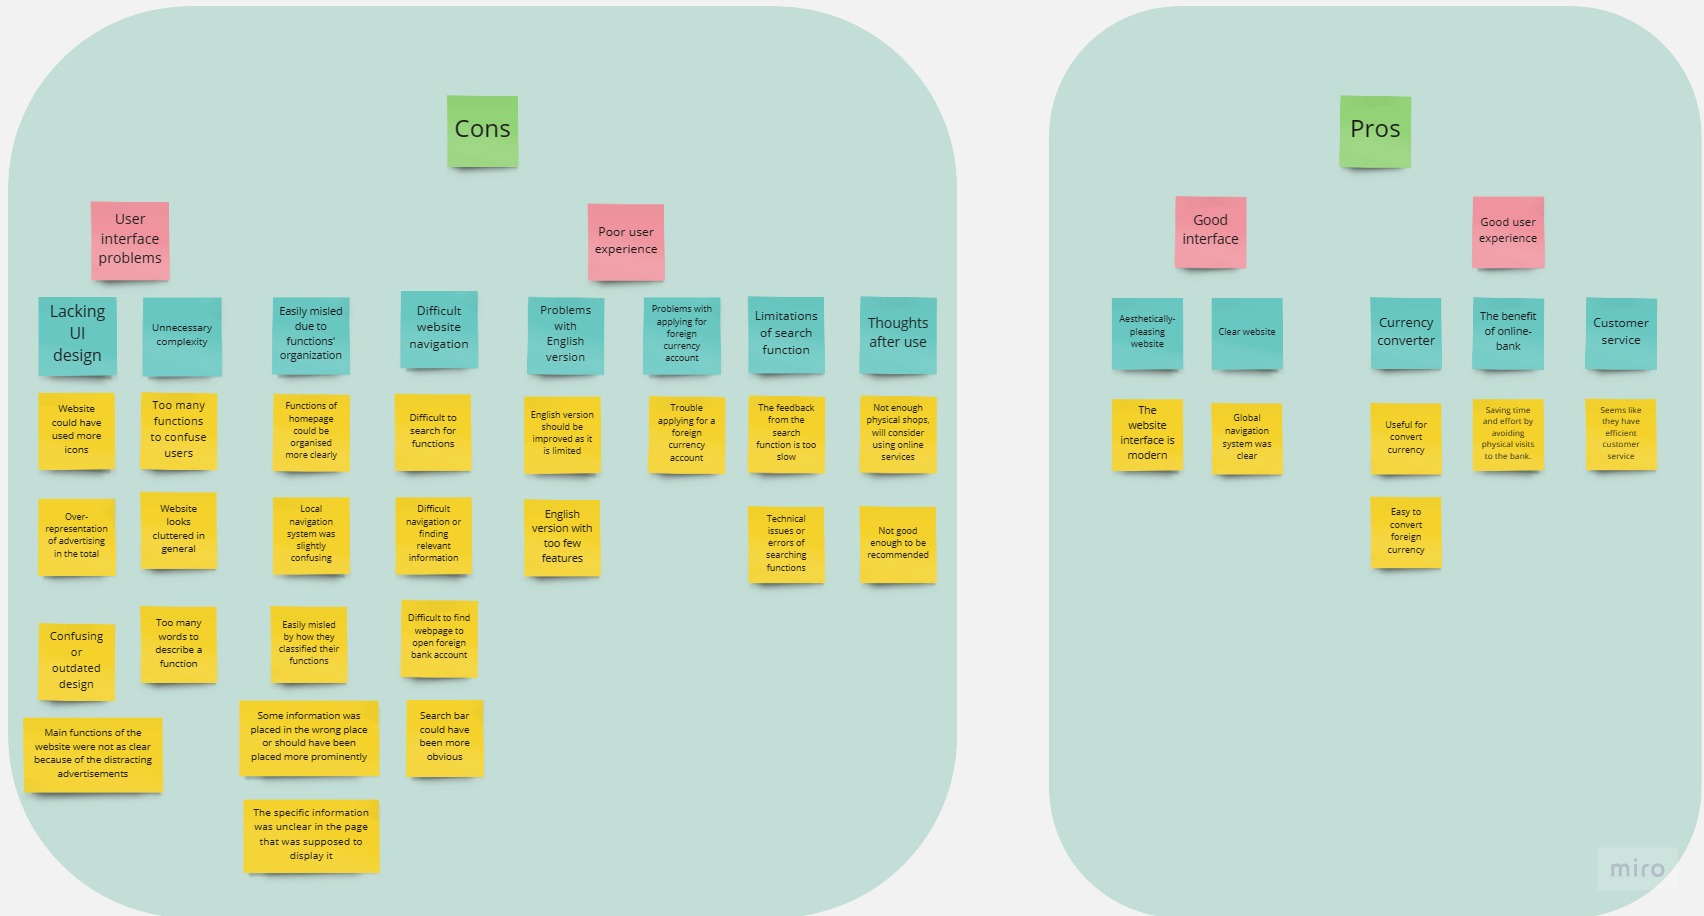 Cons
Pros
User
interface
problems
Poor user
experience
Good
interface
Good user
experience
Lacking
UI
design
Unnecessary
complexity
Easily misled
due to
functions'
organization
Difficult
website
navigation
Problems
with
English
version
Problems with
applying for
foreign
currency
account
Limitations
of search
function
Thoughts
after use
Aesthetically-
pleasing
website
Clear website
Currency
converter
The benefit
of online-
bank
Customer
service
Website
could have
used more
icons
Too many
functions
to confuse
users
Functions of
homepage
could be
organised
more clearly
Difficult to
search for
functions
English version
should be
improved as it
is limited
Trouble
applying for a
foreign
currency
account
The feedback
from the
search
function is too
slow
Not enough
physical shops,
will consider
using online
services
The
website
interface is
modern
Global
navigation
system was
clear
Useful for
convert
currency
Saving time
and effort by
avoiding
physical visits
to the bank.
Seems like
they have
efficient
customer
service
Over-
representation
of advertising
in the total
Website
looks
cluttered in
general
Local
navigation
system was
slightly
confusing
Difficult
navigation or
finding
relevant
information
English
version with
too few
features
Technical
issues or
errors of
searching
functions
Not good
enough to be
recommended
Easy to
convert
foreign
currency
Confusing
or
outdated
design
Too many
words to
describe a
function
Easily misled
by how they
classified their
functions
Difficult to find
webpage to
open foreign
bank account
Main functions of the
website were not as clear
because of the distracting
advertisements
Some information was
placed in the wrong place
or should have been
placed more prominently
Search bar
could have
been more
obvious
The specific information
was unclear in the page
that was supposed to
display it
miro